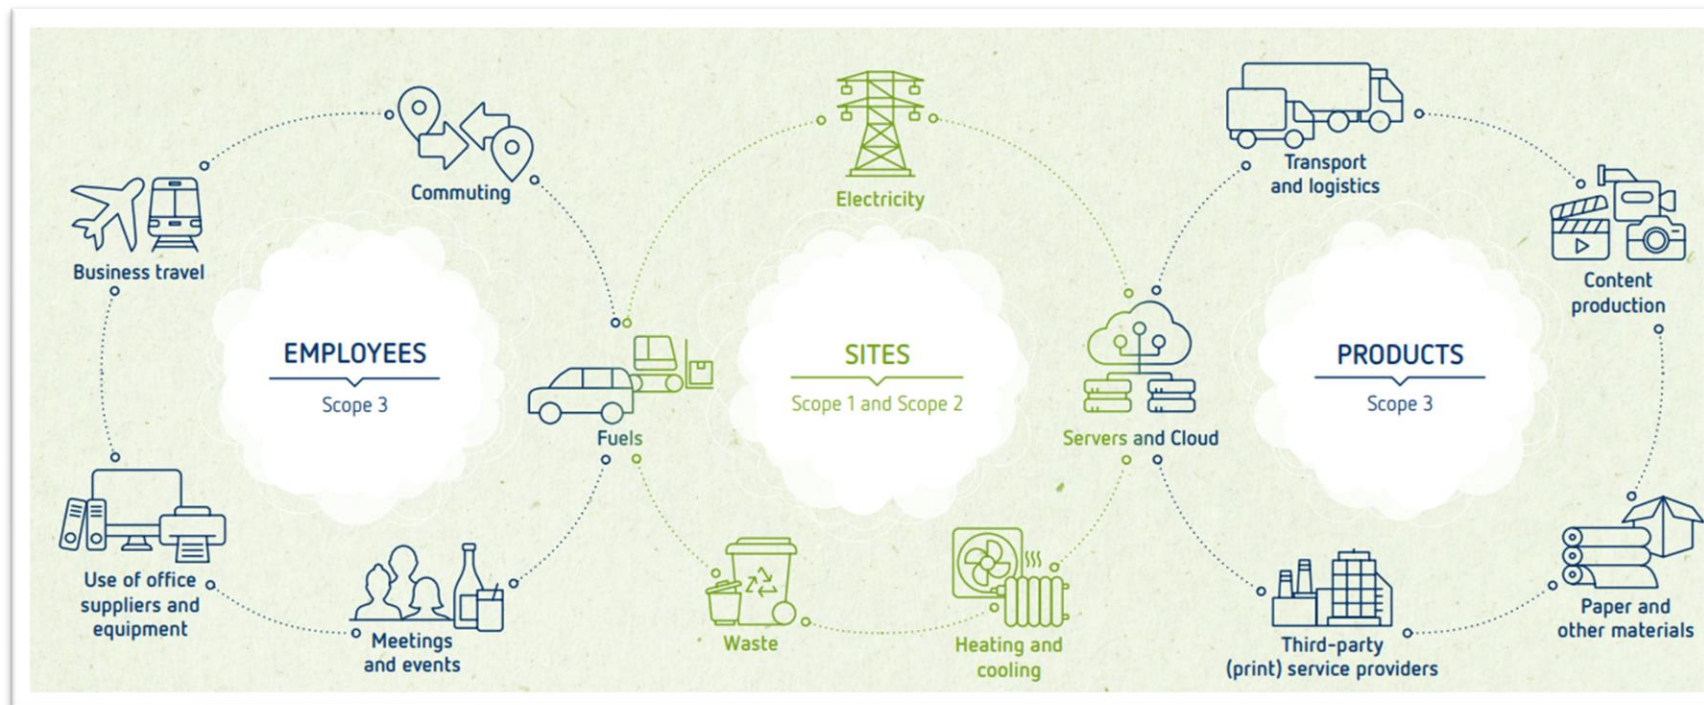 Commuting
Business travel
EMPLOYEES
Scope 3
Use of office
suppliers and
equipment
Meetings
and events
Fuels
Electricity
SITES
Scope 1 and Scope 2
Waste
Heating and
cooling
Servers and Cloud
Transport
and logistics
Content
production
PRODUCTS
Scope 3
Paper and
other materials
Third-party
(print) service providers